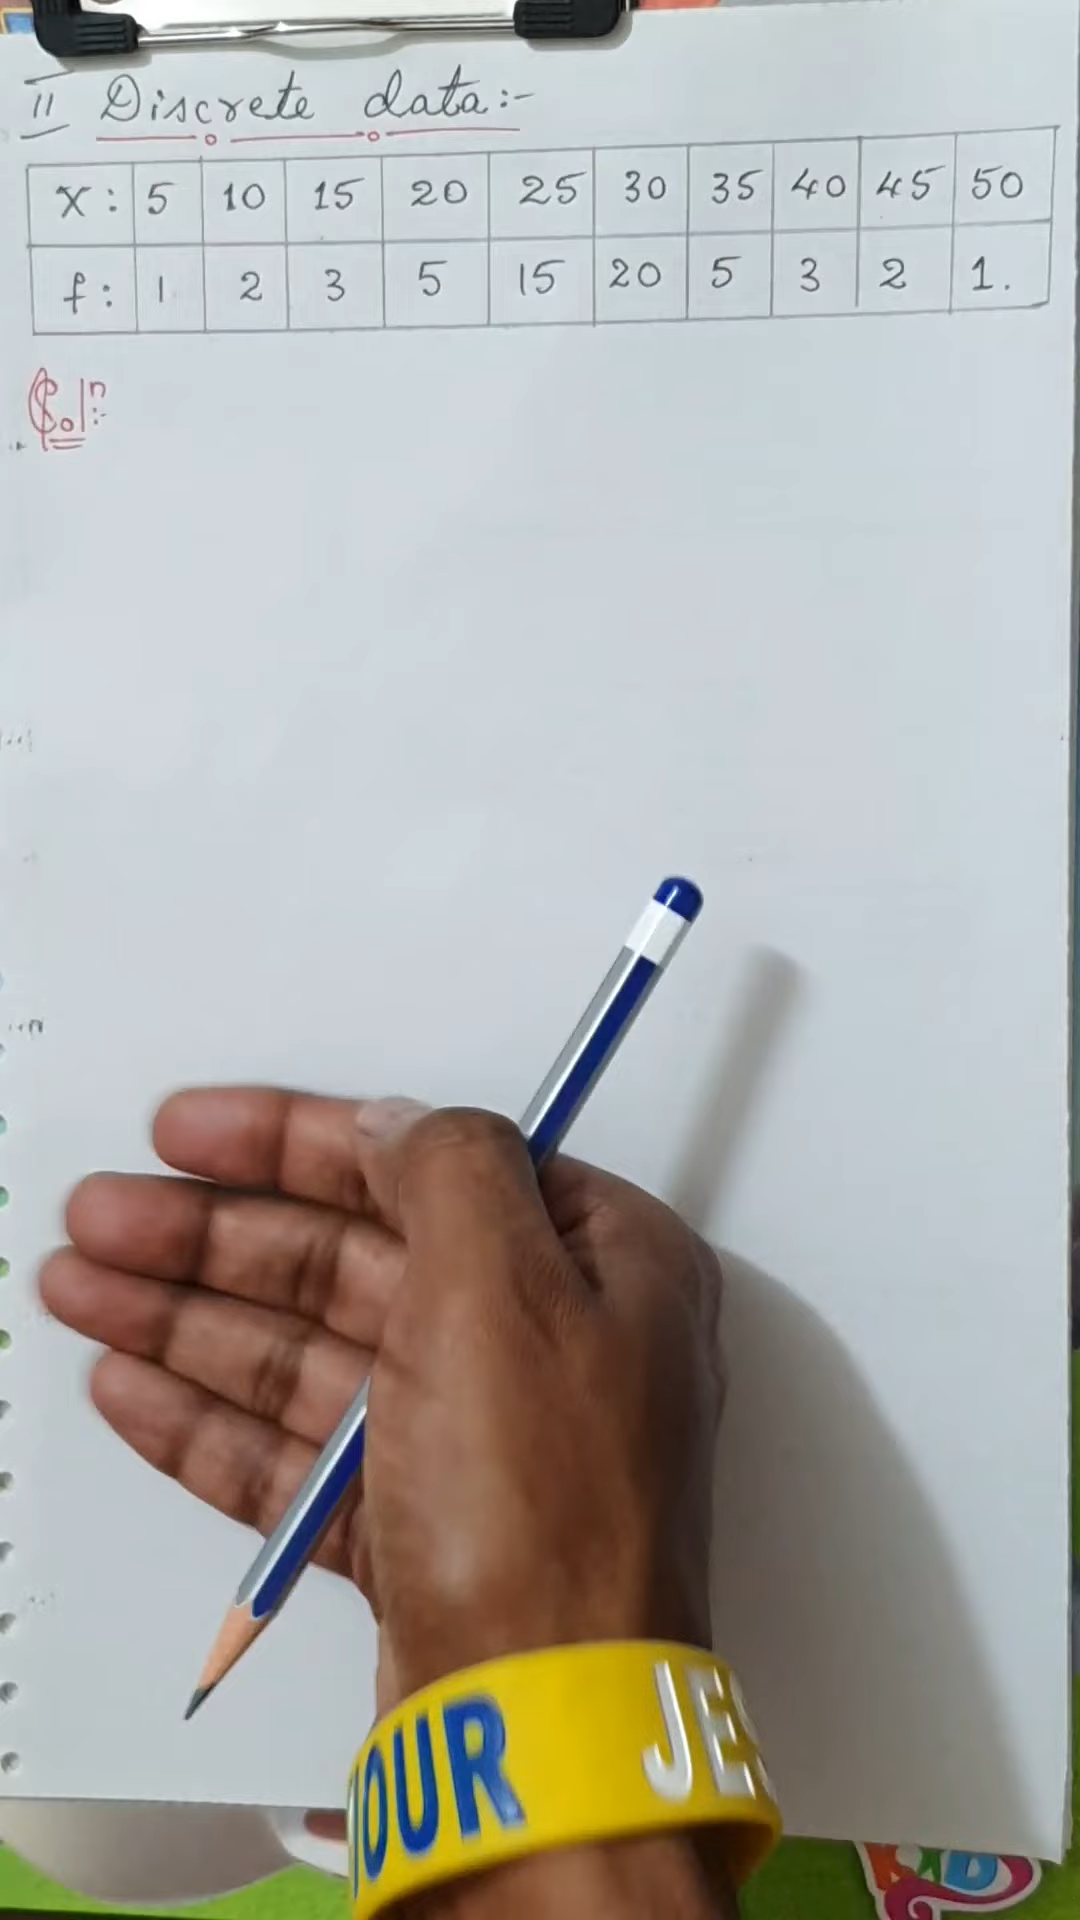 II Discrete data:-
X: 5 10 15 20 25 30 35 40 45 50
f: 1 2 3 5 15 20 5 3 2 1.
Solⁿ:-
OUR JES
KID